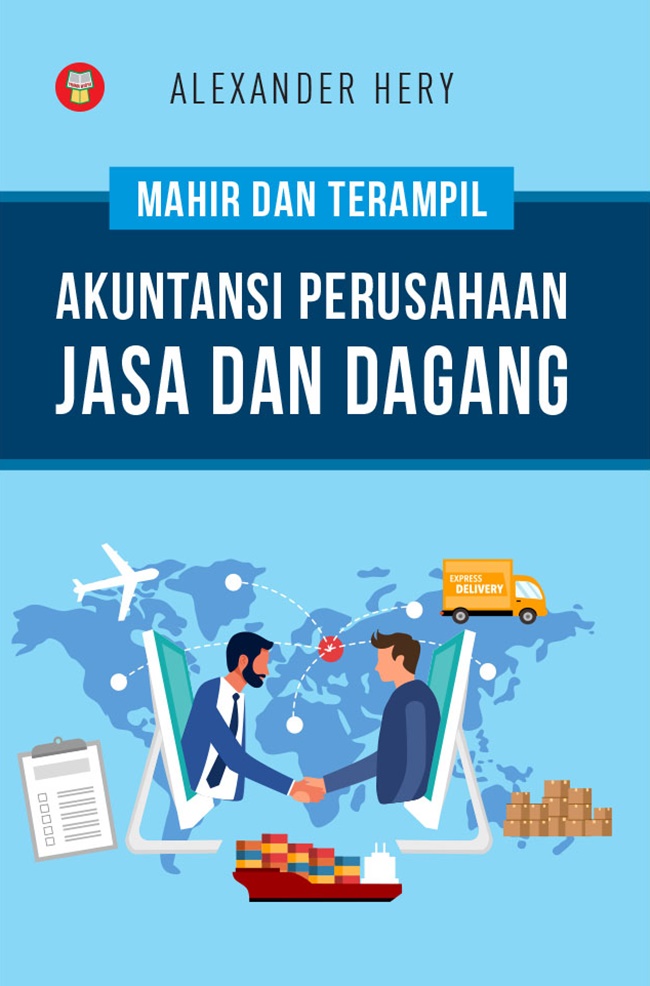 ALEXANDER HERY
MAHIR DAN TERAMPIL
AKUNTANSI PERUSAHAAN
JASA DAN DAGANG
EXPRESS
DELIVERY